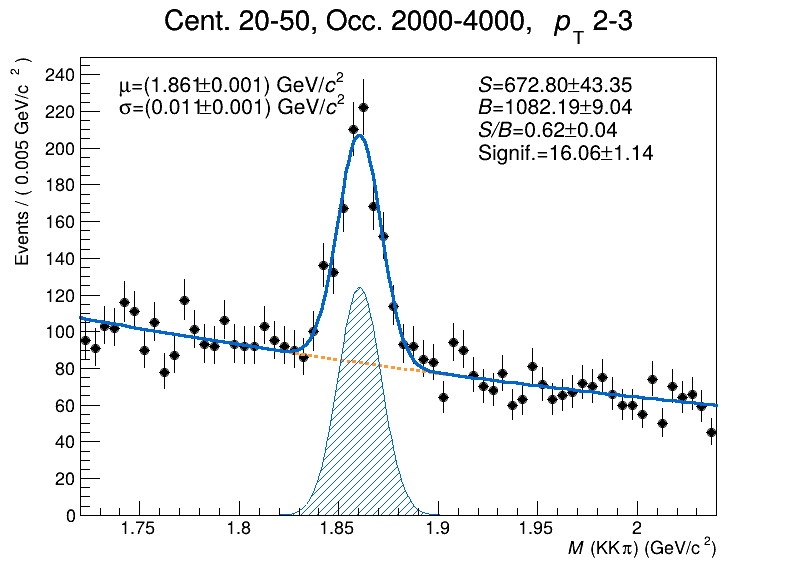 Cent. 20-50, Occ. 2000-4000, pT 2-3
μ=(1.861±0.001) GeV/c²
σ=(0.011±0.001) GeV/c²
S=672.80±43.35
B=1082.19±9.04
S/B=0.62±0.04
Signif.=16.06±1.14
Events / ( 0.005 GeV/c² )
240
220
200
180
160
140
120
100
80
60
40
20
0
1.75 1.8 1.85 1.9 1.95 2
M (KKπ) (GeV/c²)